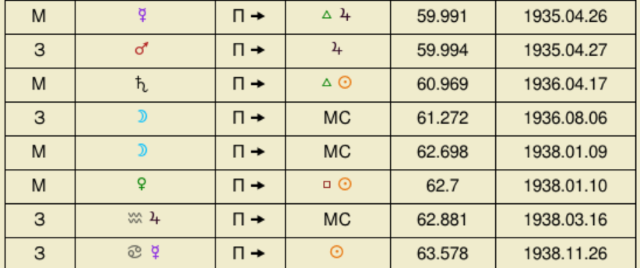 М ☿ П → △ ♃ 59.991 1935.04.26
З ♂ П → ♃ 59.994 1935.04.27
М ♄ П → △ ☉ 60.969 1936.04.17
З ☽ П → MC 61.272 1936.08.06
М ☽ П → MC 62.698 1938.01.09
М ♀ П → □ ☉ 62.7 1938.01.10
З ♒ ♃ П → MC 62.881 1938.03.16
З ♋ ☿ П → ☉ 63.578 1938.11.26